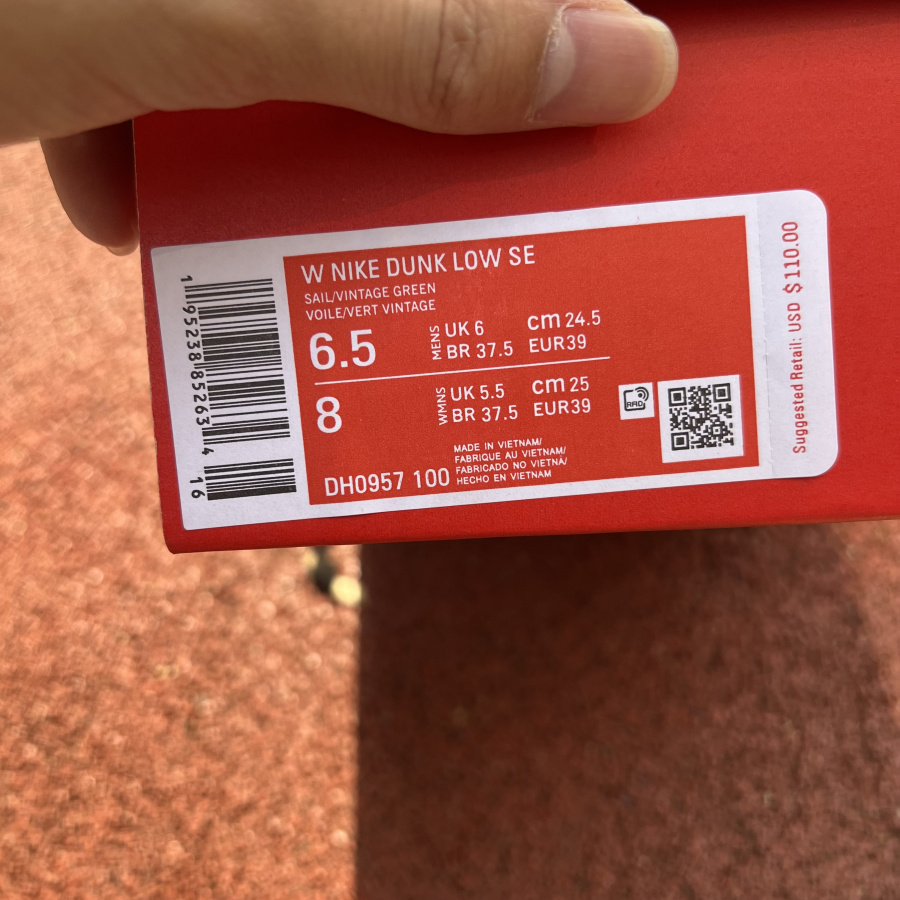 W NIKE DUNK LOW SE
SAIL/VINTAGE GREEN
VOILE/VERT VINTAGE
6.5
MENS
UK 6
cm 24.5
BR 37.5
EUR39
8
WMNS
UK 5.5
cm 25
BR 37.5
EUR39
DH0957 100
MADE IN VIETNAM/
FABRIQUE AU VIETNAM/
FABRICADO NO VIETNÃ/
HECHO EN VIETNAM
1 95238 85263 4 16
Suggested Retail: USD $110.00